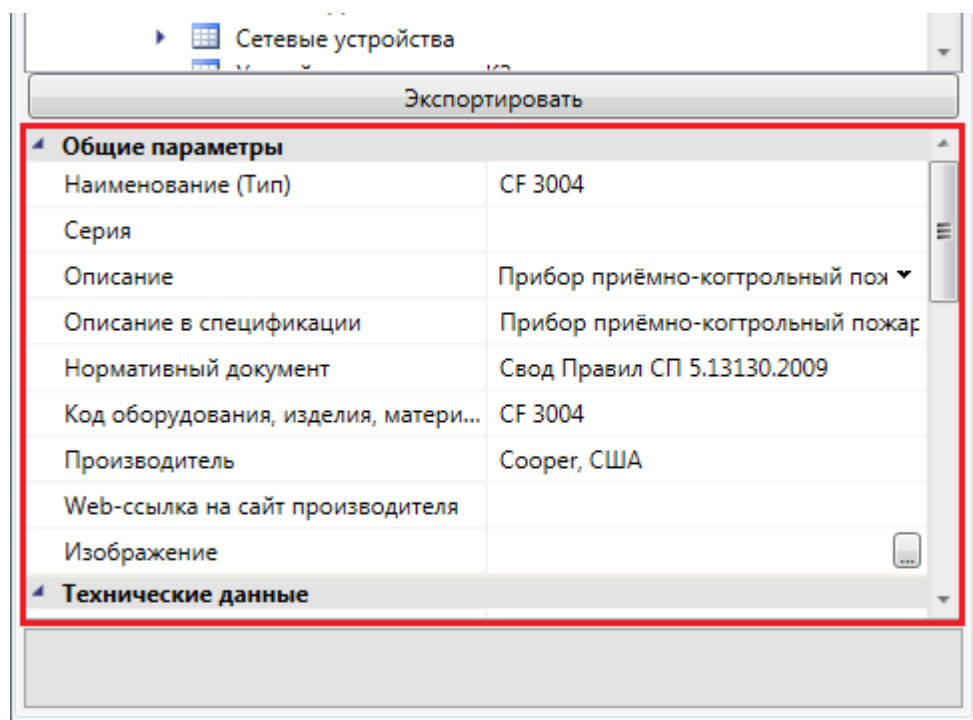 Сетевые устройства
Экспортировать
Общие параметры
Наименование (Тип) CF 3004
Серия
Описание Прибор приёмно-когтрольный пож
Описание в спецификации Прибор приёмно-когтрольный пожар
Нормативный документ Свод Правил СП 5.13130.2009
Код оборудования, изделия, матери... CF 3004
Производитель Cooper, США
Web-ссылка на сайт производителя
Изображение ...
Технические данные